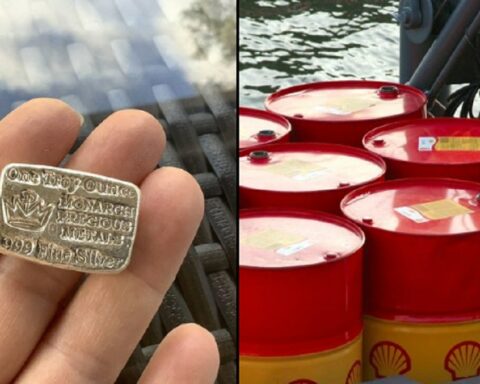 One Troy Ounce
MONARCH
PRECIOUS
METALS
.999 Fine Silver